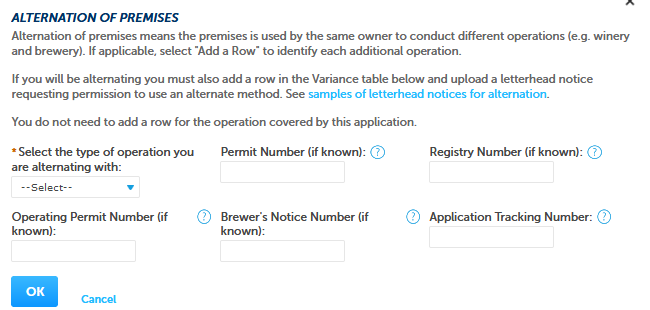 ALTERNATION OF PREMISES
Alternation of premises means the premises is used by the same owner to conduct different operations (e.g. winery
and brewery). If applicable, select "Add a Row" to identify each additional operation.
If you will be alternating you must also add a row in the Variance table below and upload a letterhead notice
requesting permission to use an alternate method. See samples of letterhead notices for alternation.
You do not need to add a row for the operation covered by this application.
* Select the type of operation you are alternating with:
--Select--
Permit Number (if known): ?
Registry Number (if known): ?
Operating Permit Number (if known): ?
Brewer's Notice Number (if known): ?
Application Tracking Number: ?
OK
Cancel